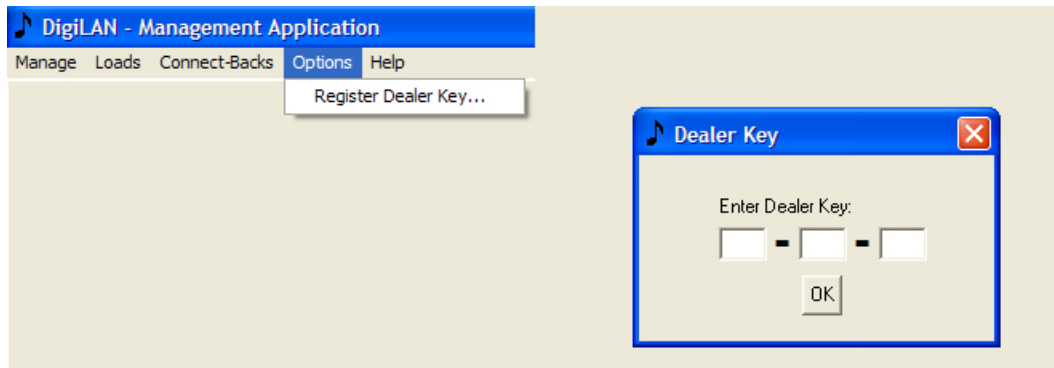 DigiLAN - Management Application
Manage Loads Connect-Backs Options Help
Register Dealer Key...
Dealer Key
Enter Dealer Key:
- -
OK